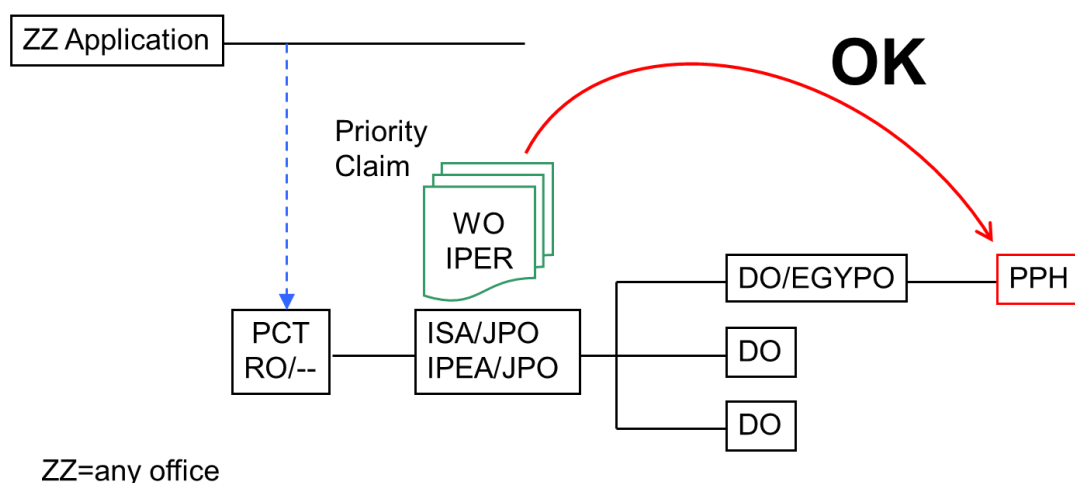 ZZ Application
OK
Priority
Claim
WO
IPER
DO/EGYPO
PPH
PCT
RO/--
ISA/JPO
IPEA/JPO
DO
DO
ZZ=any office